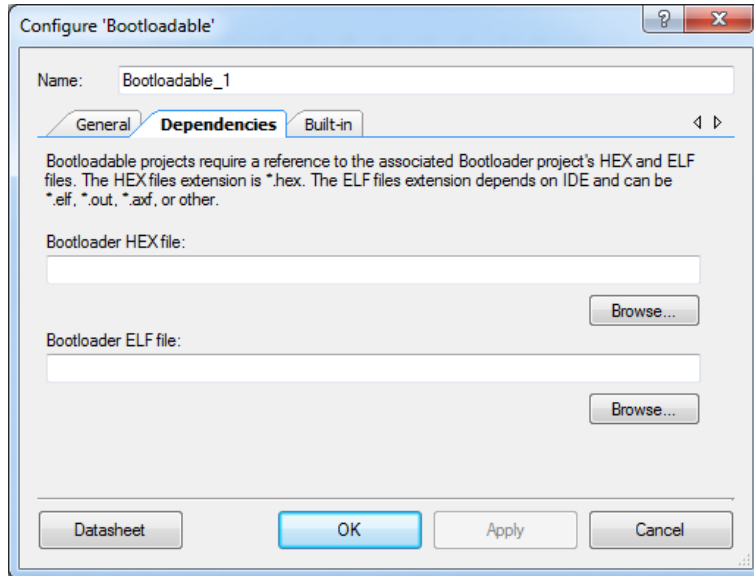 Configure 'Bootloadable'
Name: Bootloadable_1
General Dependencies Built-in
Bootloadable projects require a reference to the associated Bootloader project's HEX and ELF
files. The HEX files extension is *.hex. The ELF files extension depends on IDE and can be
*.elf, *.out, *.axf, or other.
Bootloader HEX file:
Browse...
Bootloader ELF file:
Browse...
Datasheet OK Apply Cancel